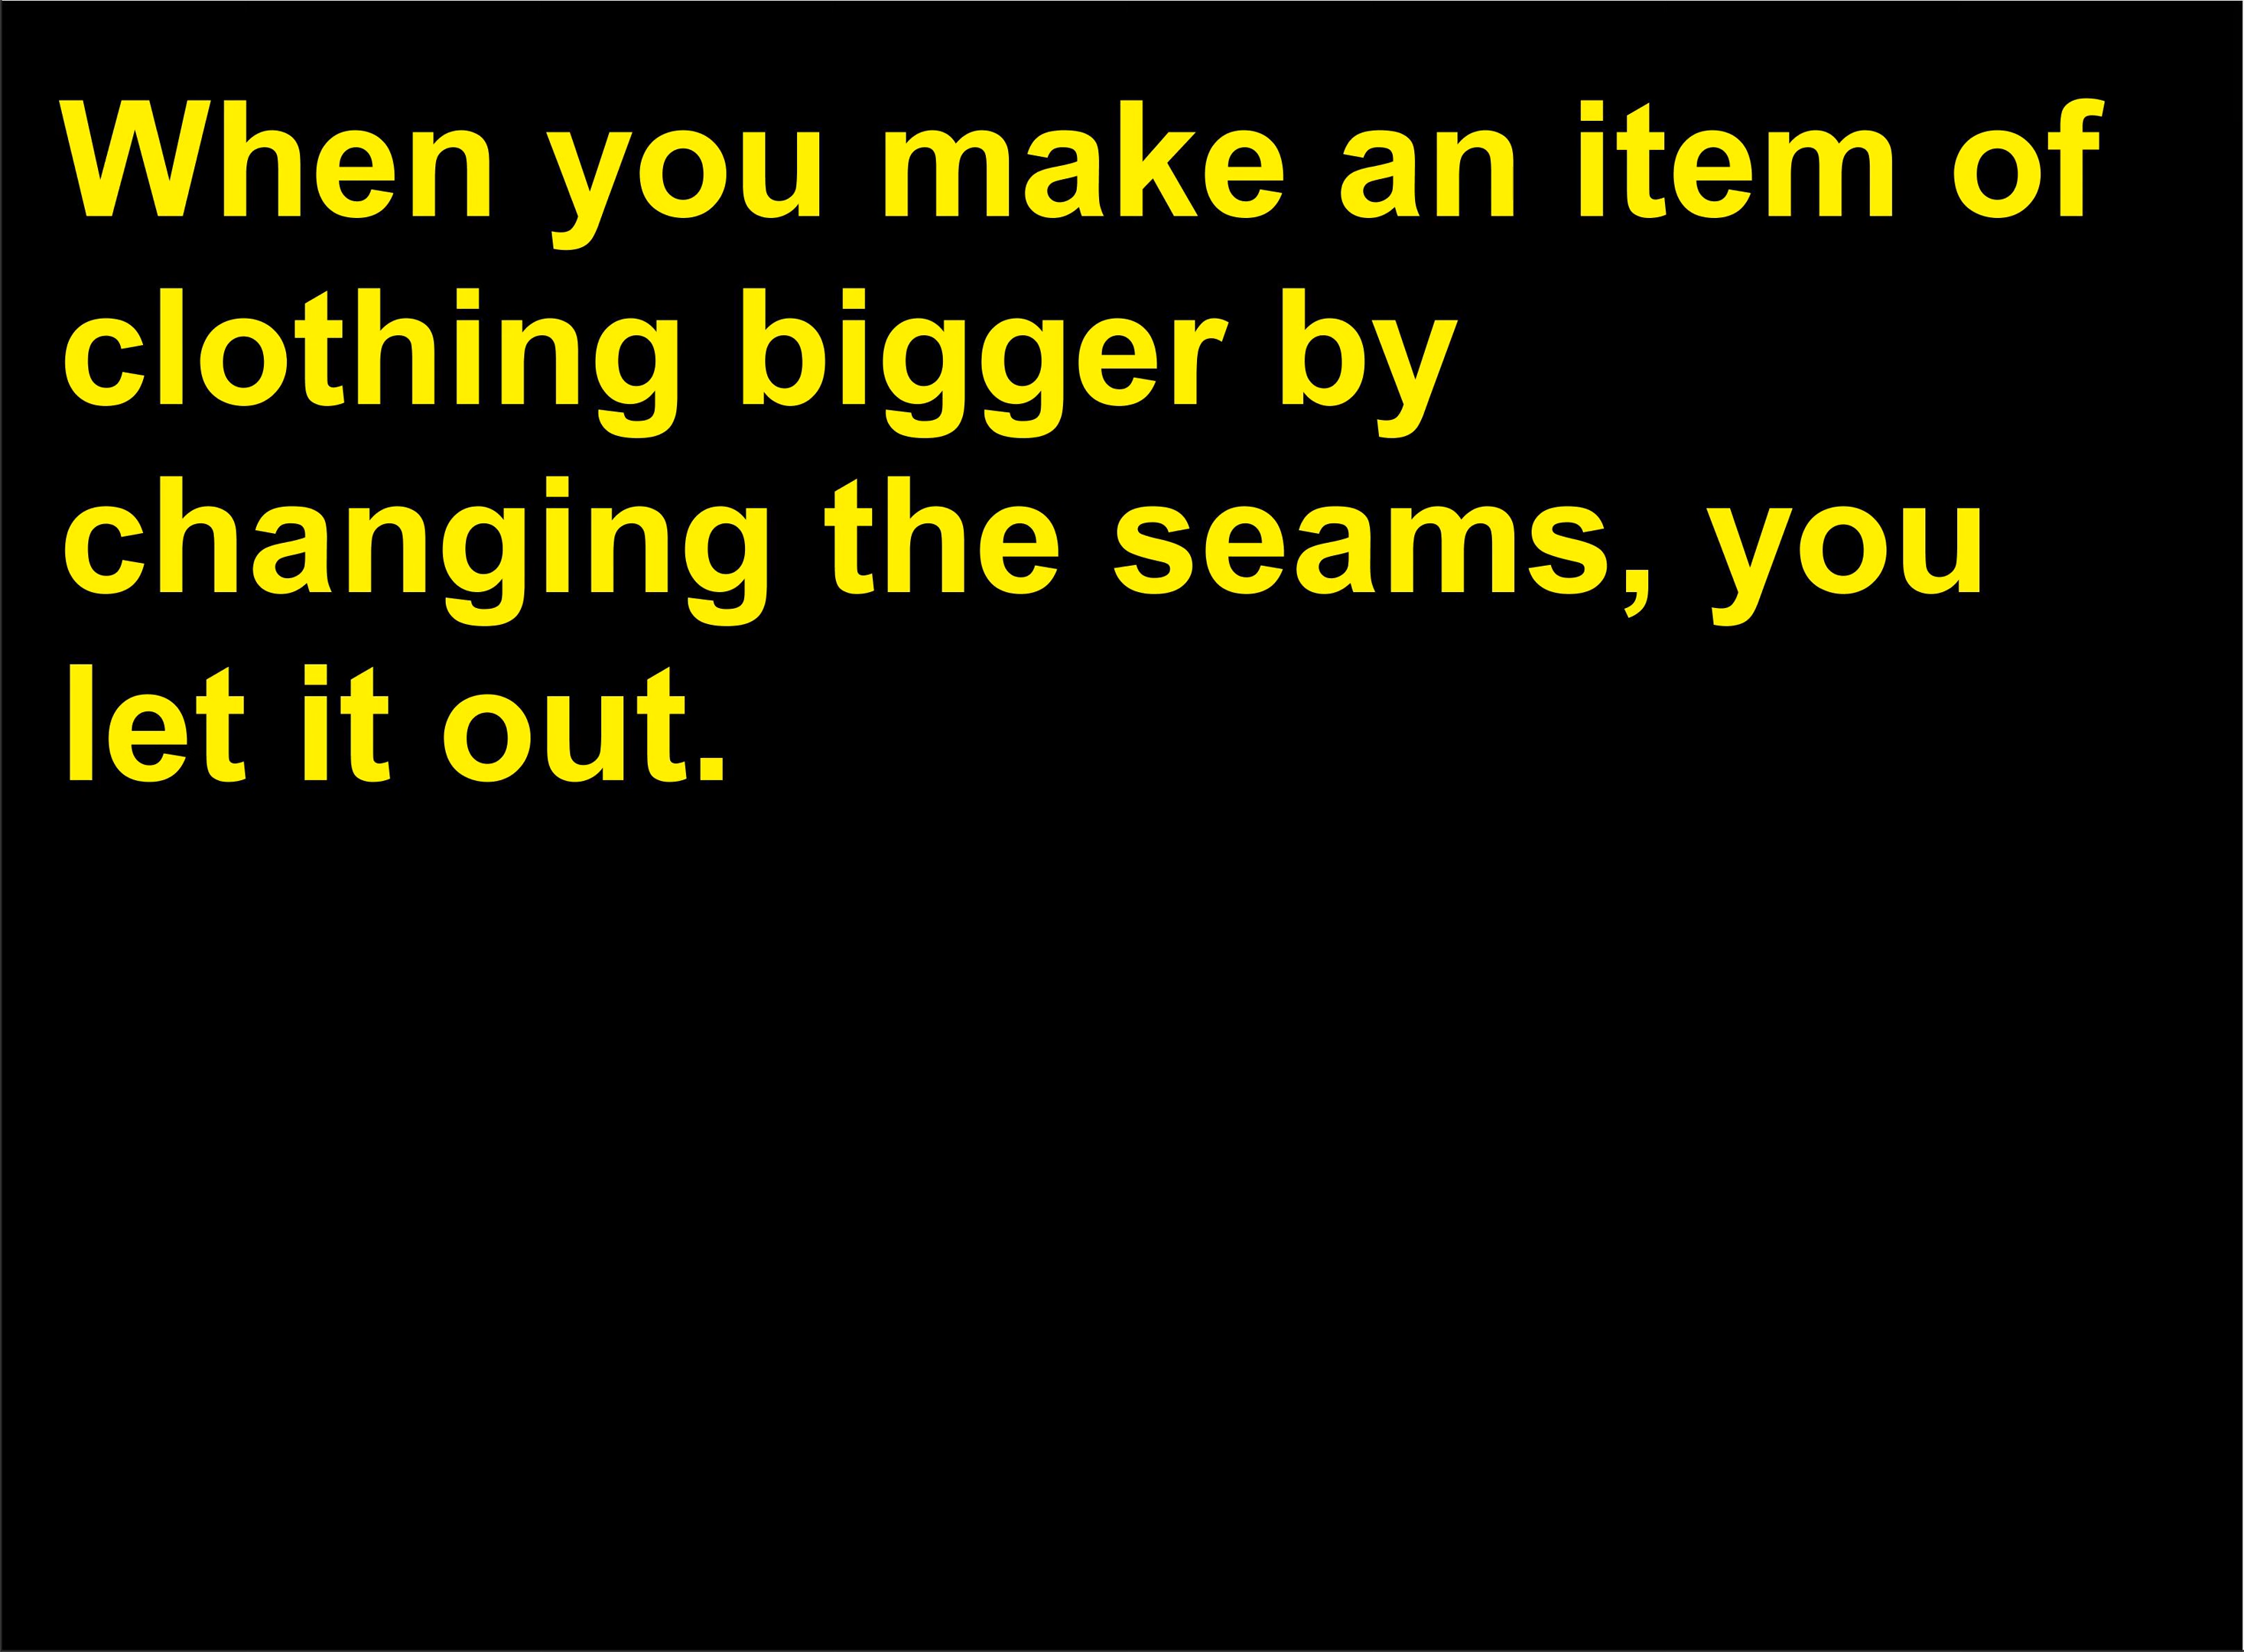 When you make an item of
clothing bigger by
changing the seams, you
let it out.